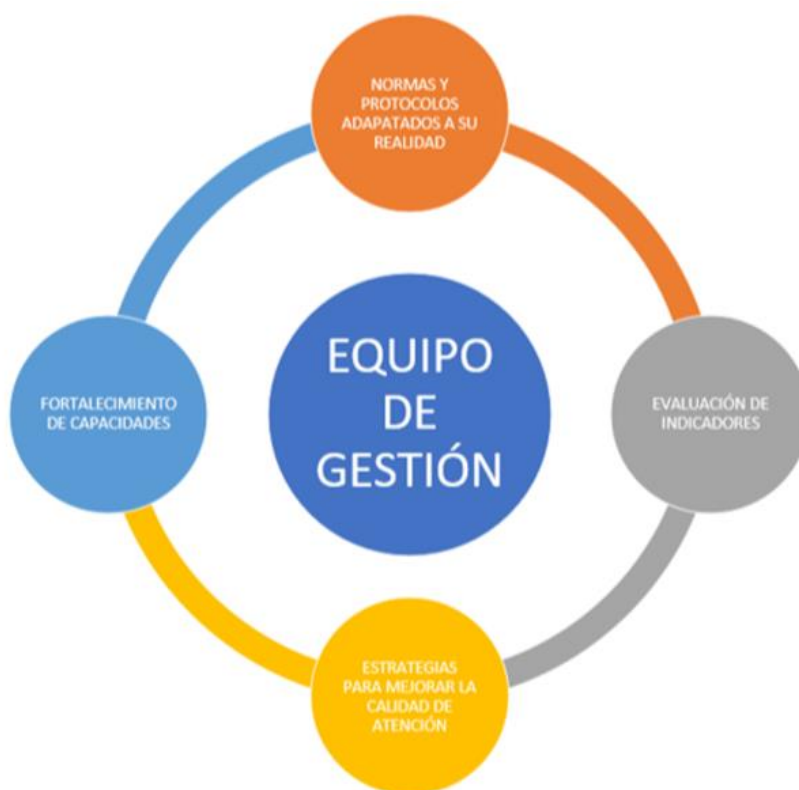 NORMAS Y
PROTOCOLOS
ADAPATADOS A SU
REALIDAD
FORTALECIMIENTO
DE CAPACIDADES
EQUIPO
DE
GESTIÓN
EVALUACIÓN DE
INDICADORES
ESTRATEGIAS
PARA MEJORAR LA
CALIDAD DE
ATENCIÓN